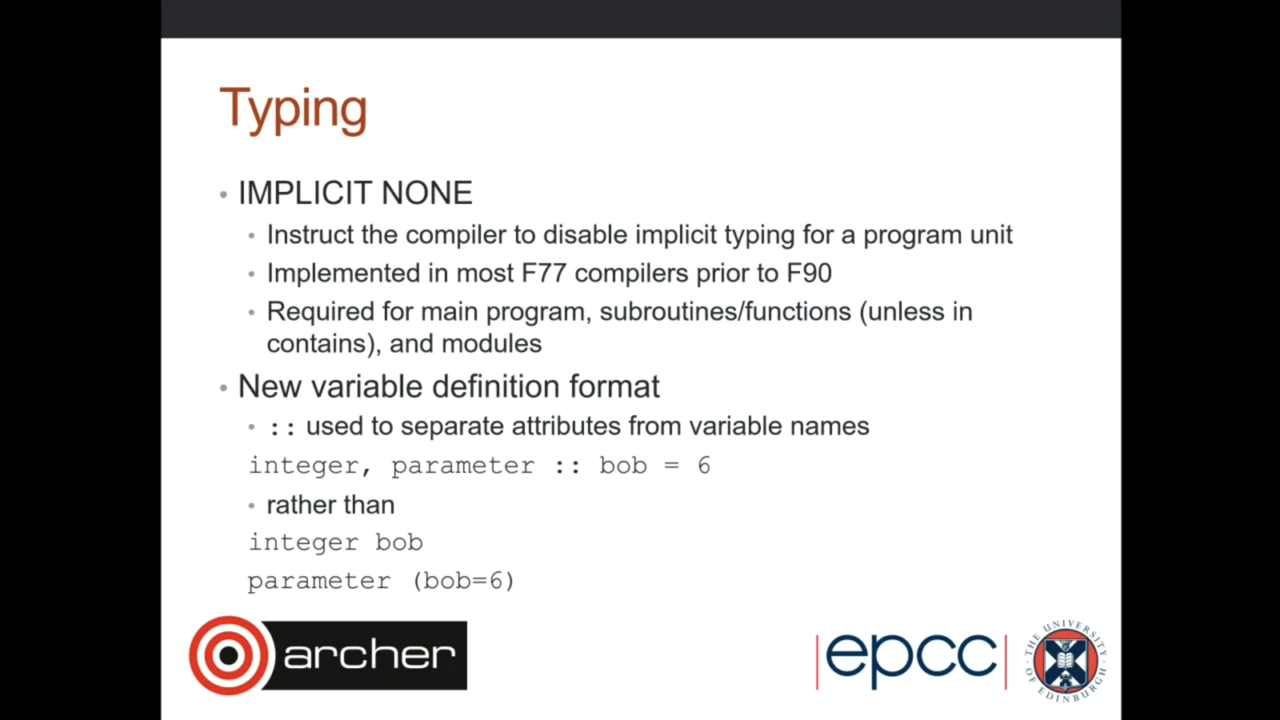 Typing
• IMPLICIT NONE
• Instruct the compiler to disable implicit typing for a program unit
• Implemented in most F77 compilers prior to F90
• Required for main program, subroutines/functions (unless in
contains), and modules
• New variable definition format
• :: used to separate attributes from variable names
integer, parameter :: bob = 6
• rather than
integer bob
parameter (bob=6)
archer
epcc
THE UNIVERSITY OF EDINBURGH